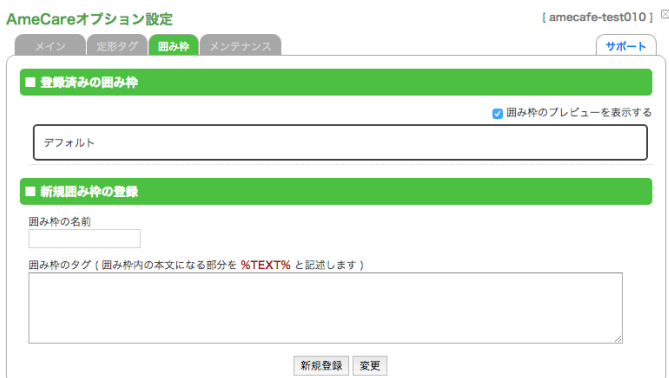 AmeCareオプション設定
[ amecafe-test010 ]
メイン 定形タグ 囲み枠 メンテナンス サポート
■ 登録済みの囲み枠
囲み枠のプレビューを表示する
デフォルト
■ 新規囲み枠の登録
囲み枠の名前
囲み枠のタグ ( 囲み枠内の本文になる部分を %TEXT% と記述します )
新規登録 変更